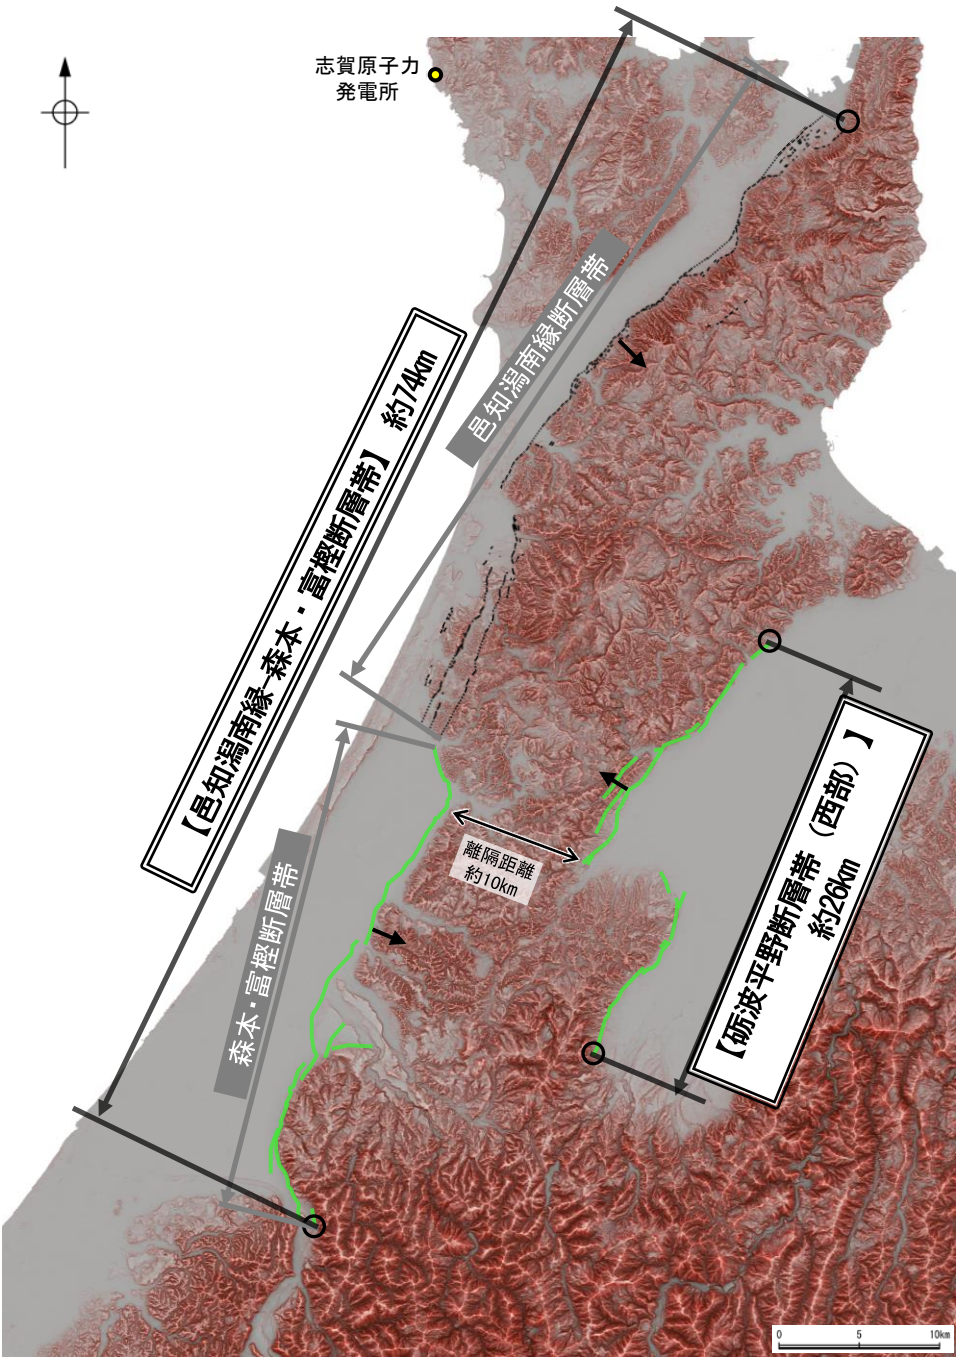 志賀原子力
発電所
邑知潟南縁断層帯
【邑知潟南縁-森本・富樫断層帯】 約74km
離隔距離
約10km
【砺波平野断層帯（西部）】
約26km
森本・富樫断層帯
0 5 10km